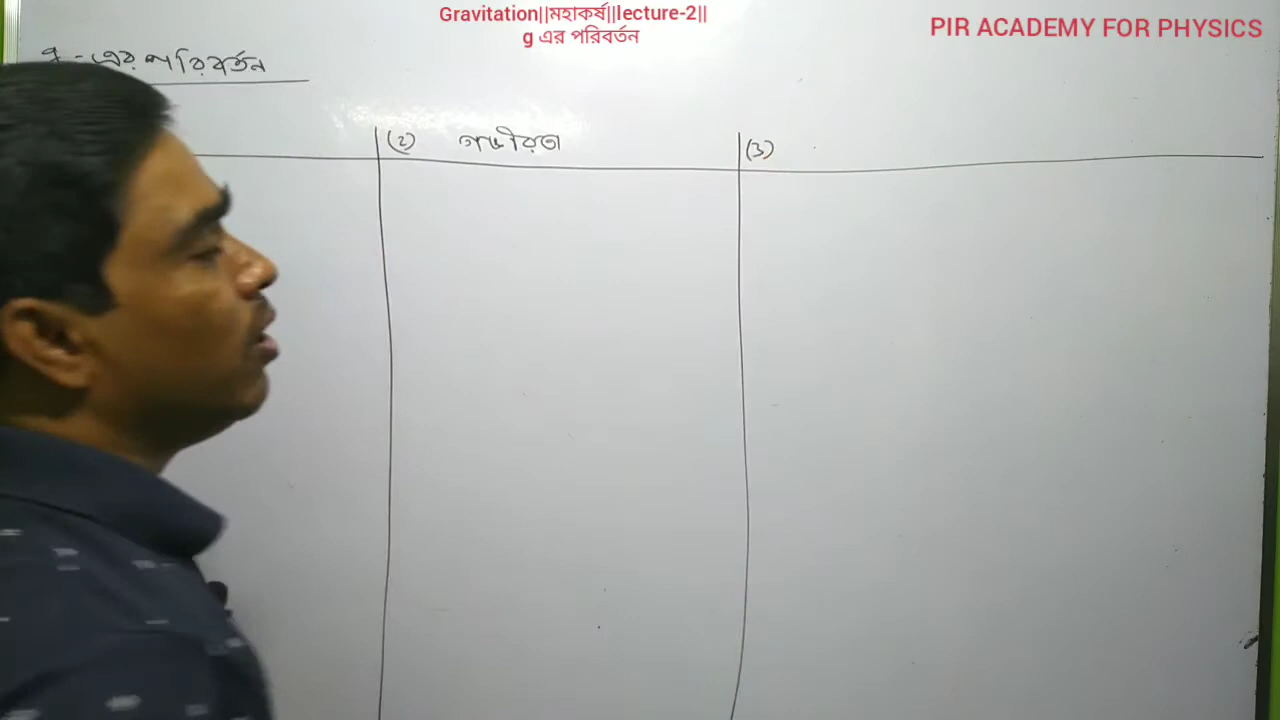 Gravitation||মহাকর্ষ||lecture-2||
g এর পরিবর্তন
PIR ACADEMY FOR PHYSICS
g - এর পরিবর্তন
(2) গভীরতা
(3)